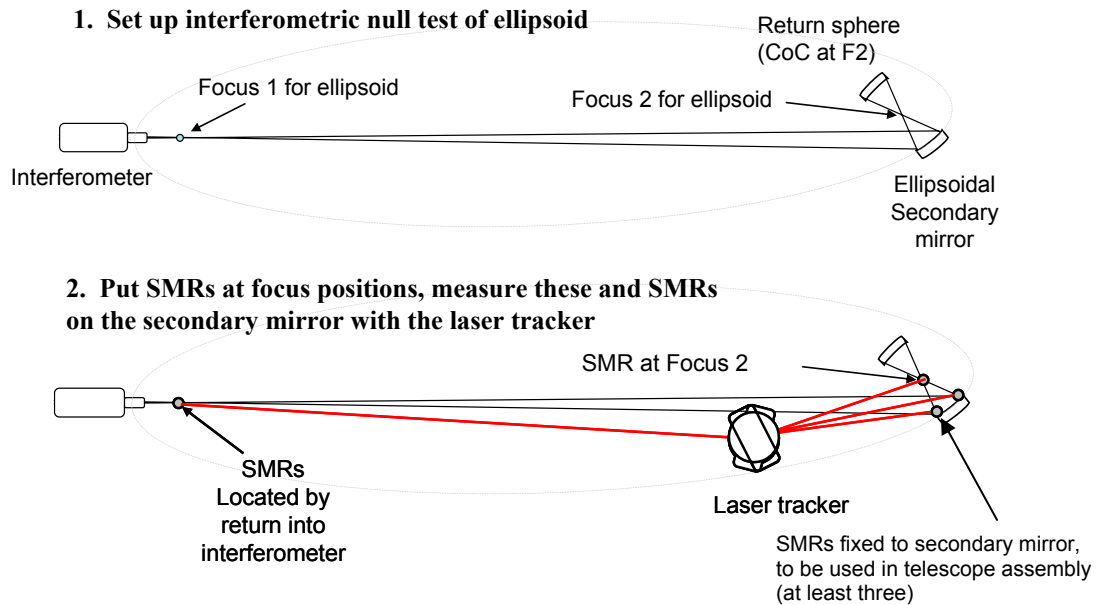 1. Set up interferometric null test of ellipsoid
Return sphere
(CoC at F2)
Focus 1 for ellipsoid
Focus 2 for ellipsoid
Interferometer
Ellipsoidal
Secondary
mirror
2. Put SMRs at focus positions, measure these and SMRs
on the secondary mirror with the laser tracker
SMR at Focus 2
SMRs
Located by
return into
interferometer
Laser tracker
SMRs fixed to secondary mirror,
to be used in telescope assembly
(at least three)